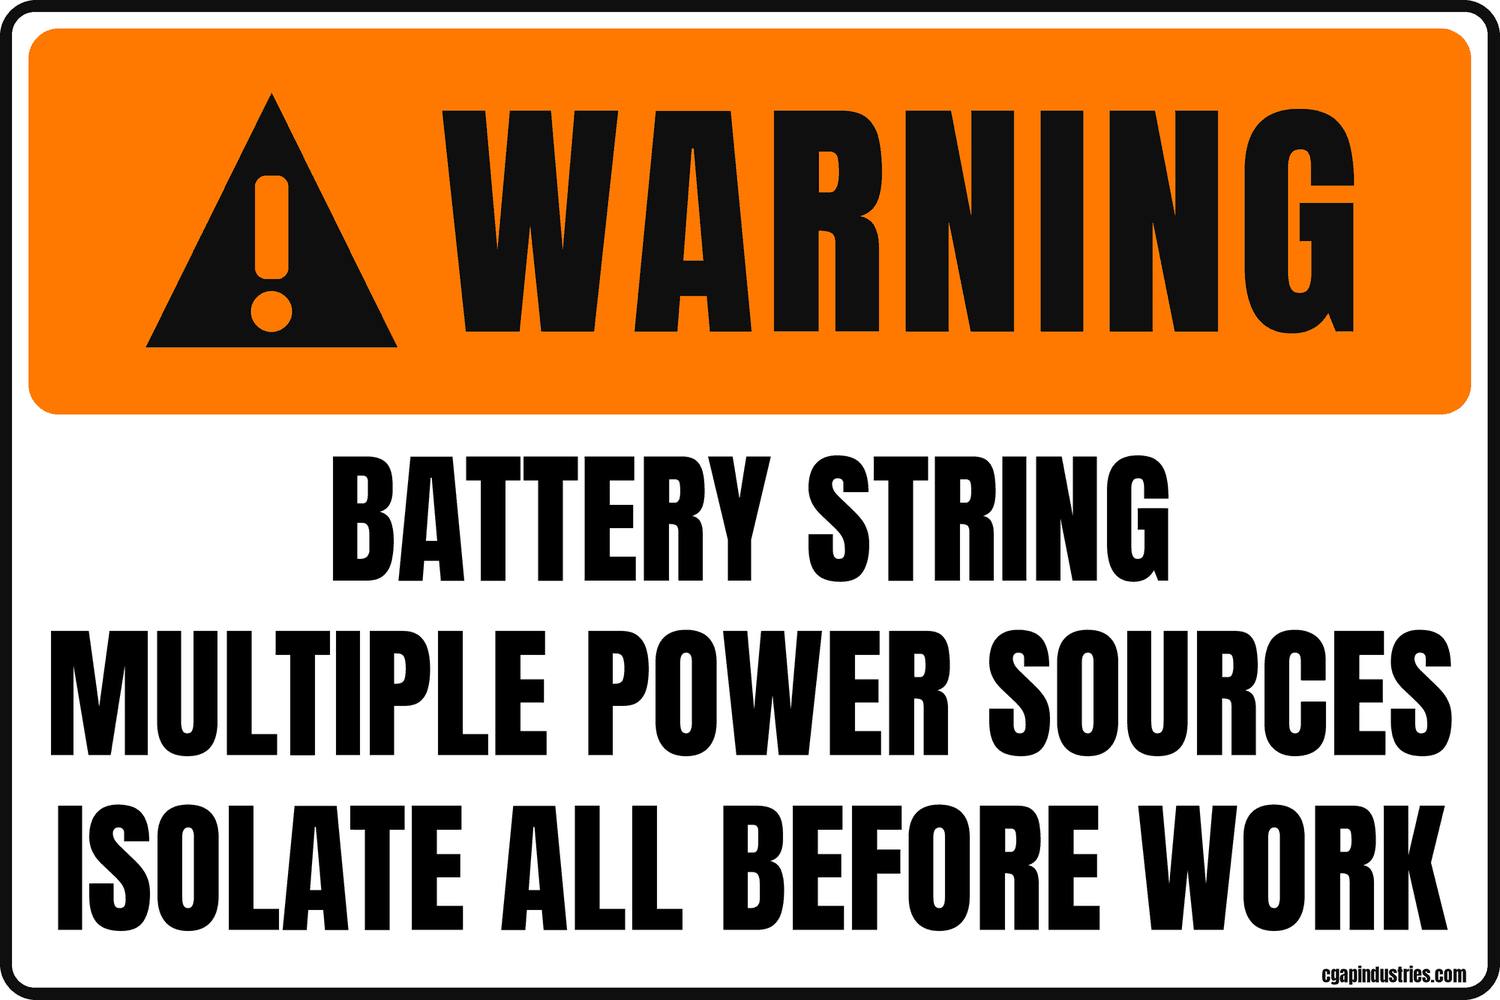 WARNING
BATTERY STRING
MULTIPLE POWER SOURCES
ISOLATE ALL BEFORE WORK
cgapindustries.com